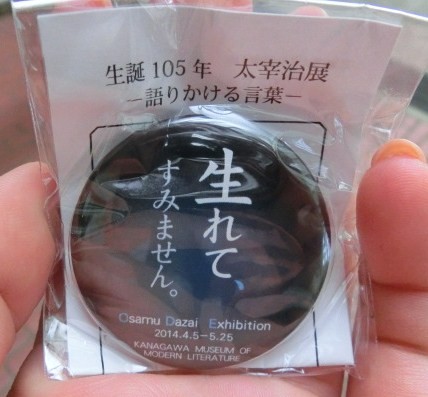 生誕105年　太宰治展
―語りかける言葉―
生れて、
すみません。
Osamu Dazai Exhibition
2014.4.5–5.25
KANAGAWA MUSEUM OF
MODERN LITERATURE